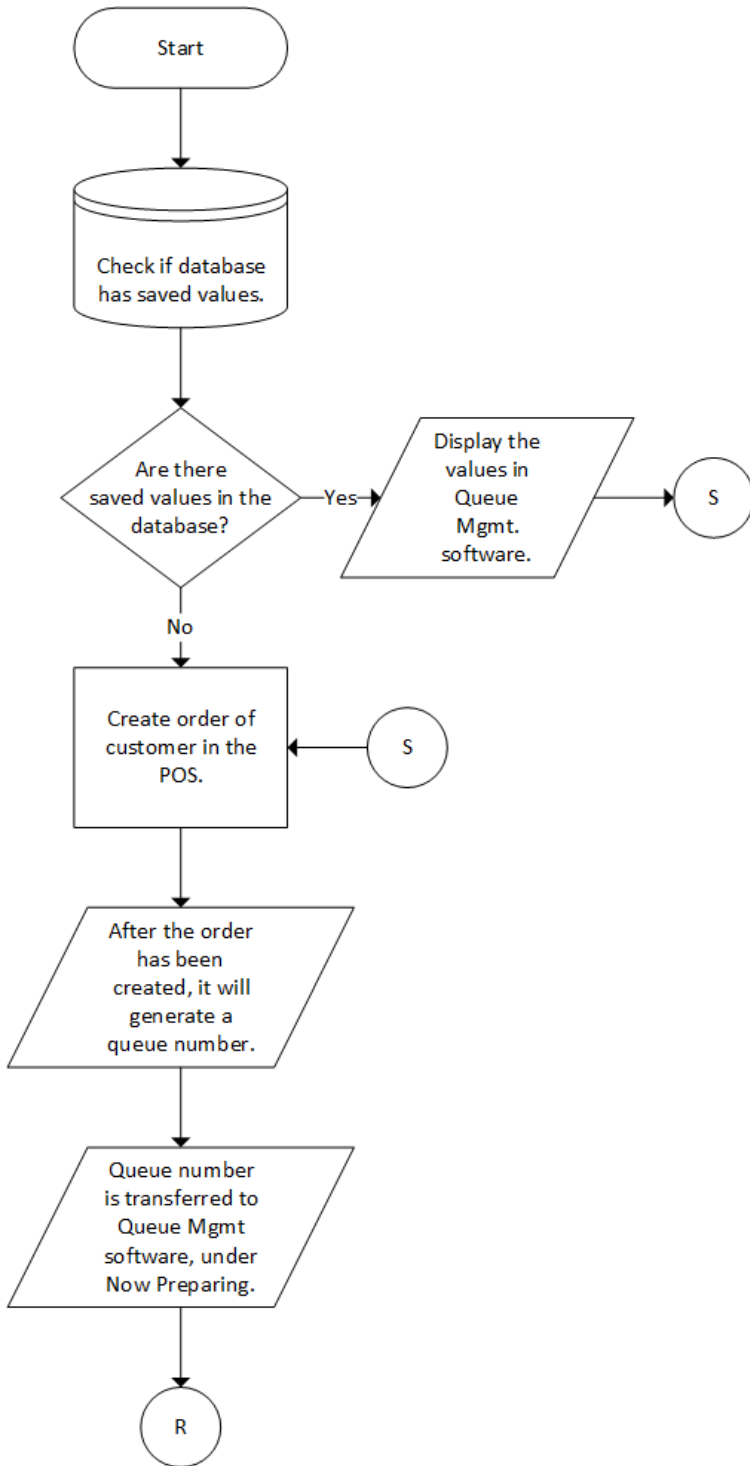 Start
Check if database
has saved values.
Are there
saved values in the
database?
Yes
Display the
values in
Queue
Mgmt.
software.
S
No
Create order of
customer in the
POS.
S
After the order
has been
created, it will
generate a
queue number.
Queue number
is transferred to
Queue Mgmt
software, under
Now Preparing.
R